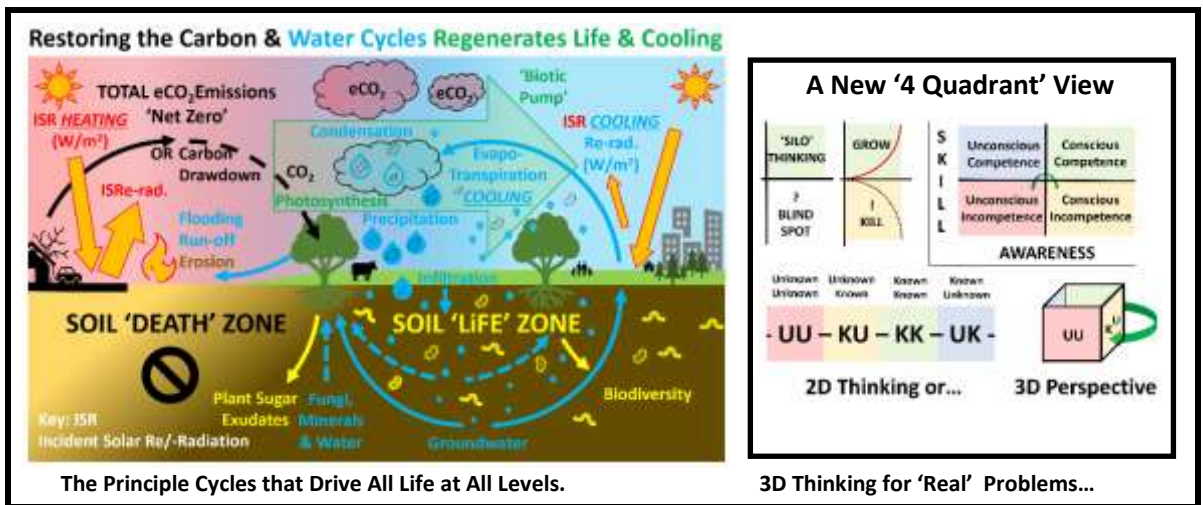 Restoring the Carbon & Water Cycles Regenerates Life & Cooling
TOTAL eCO₂Emissions
'Net Zero'
OR Carbon
Drawdown
ISR HEATING
(W/m²)
ISRe-rad.
eCO₂
eCO₂
'Biotic
Pump'
Condensation
ISR COOLING
Re-rad.
(W/m²)
Evapo-
Transpiration
COOLING
CO₂
Photosynthesis
Precipitation
Flooding
Run-off
Erosion
Infiltration
SOIL 'DEATH' ZONE
SOIL 'LiFE' ZONE
Plant Sugar
Exudates
Fungi,
Minerals
& Water
Groundwater
Biodiversity
Key: ISR
Incident Solar Re/-Radiation
The Principle Cycles that Drive All Life at All Levels.
A New '4 Quadrant' View
'SILO'
THINKING
?
BLIND
SPOT
GROW
!
KILL
SKILL
Unconscious
Competence
Conscious
Competence
Unconscious
Incompetence
Conscious
Incompetence
AWARENESS
Unknown Unknown Known Known
Unknown Known Known Unknown
- UU – KU – KK – UK -
UU
KU
2D Thinking or... 3D Perspective
3D Thinking for 'Real' Problems...